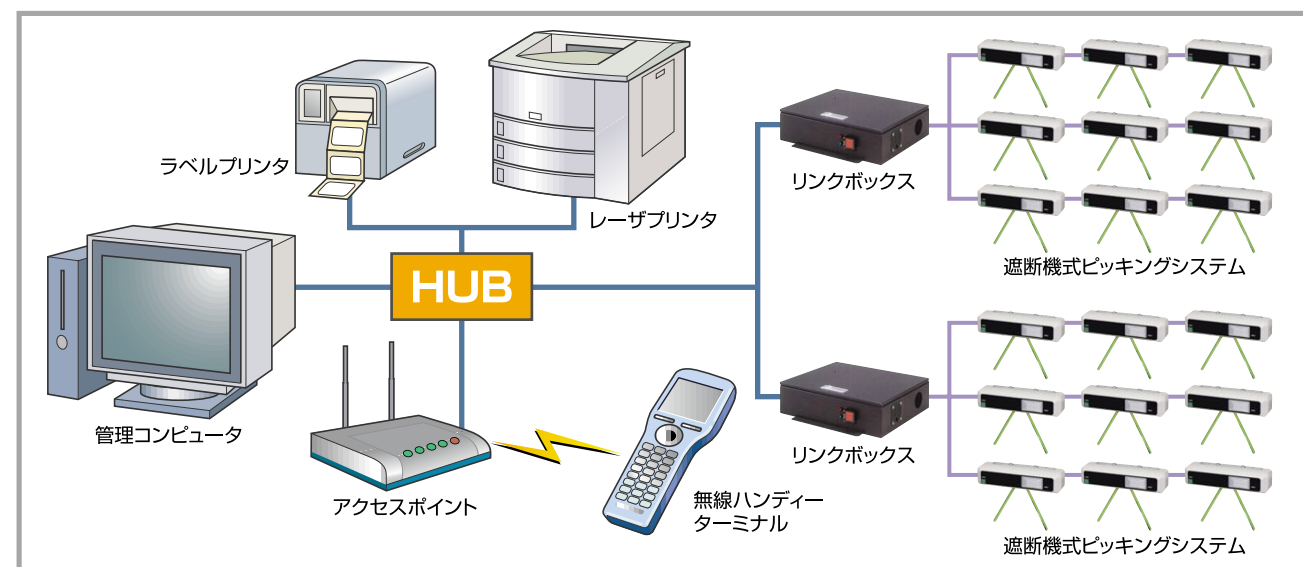 ラベルプリンタ
レーザプリンタ
リンクボックス
遮断機式ピッキングシステム
HUB
管理コンピュータ
アクセスポイント
無線ハンディー
ターミナル
リンクボックス
遮断機式ピッキングシステム